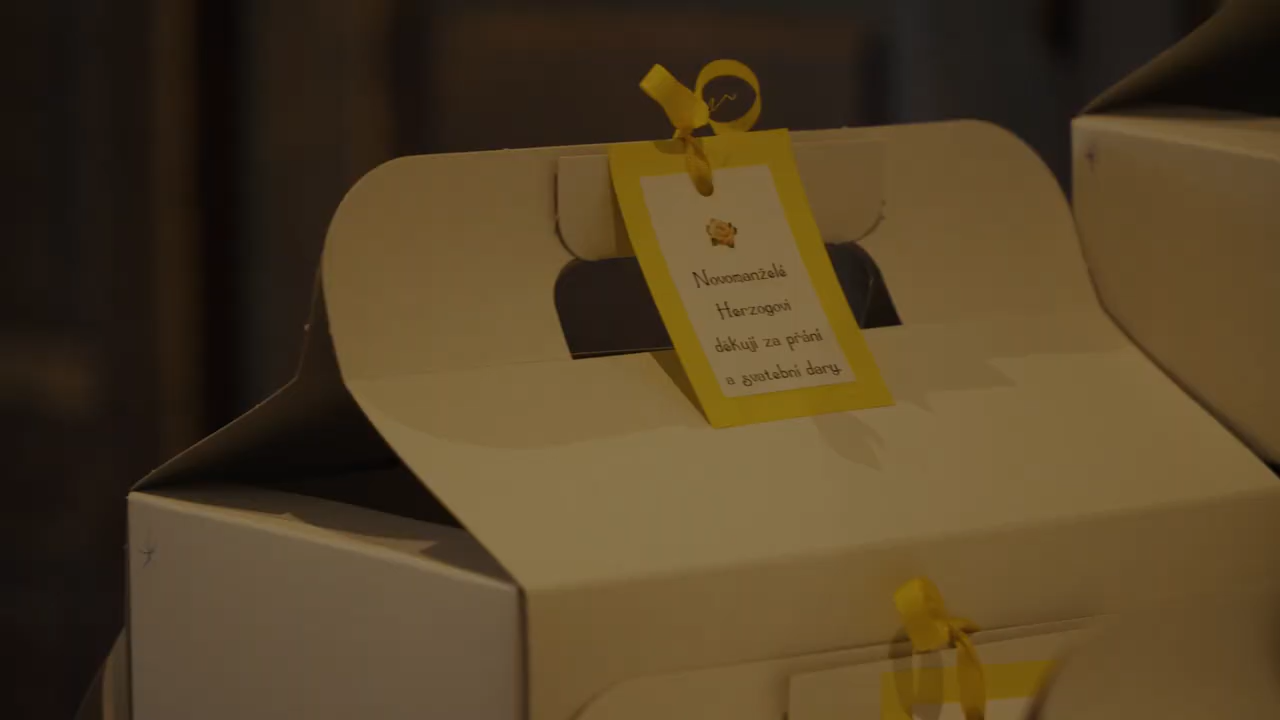 Novomanželé
Herzogovi
děkují za přání
a svatební dary